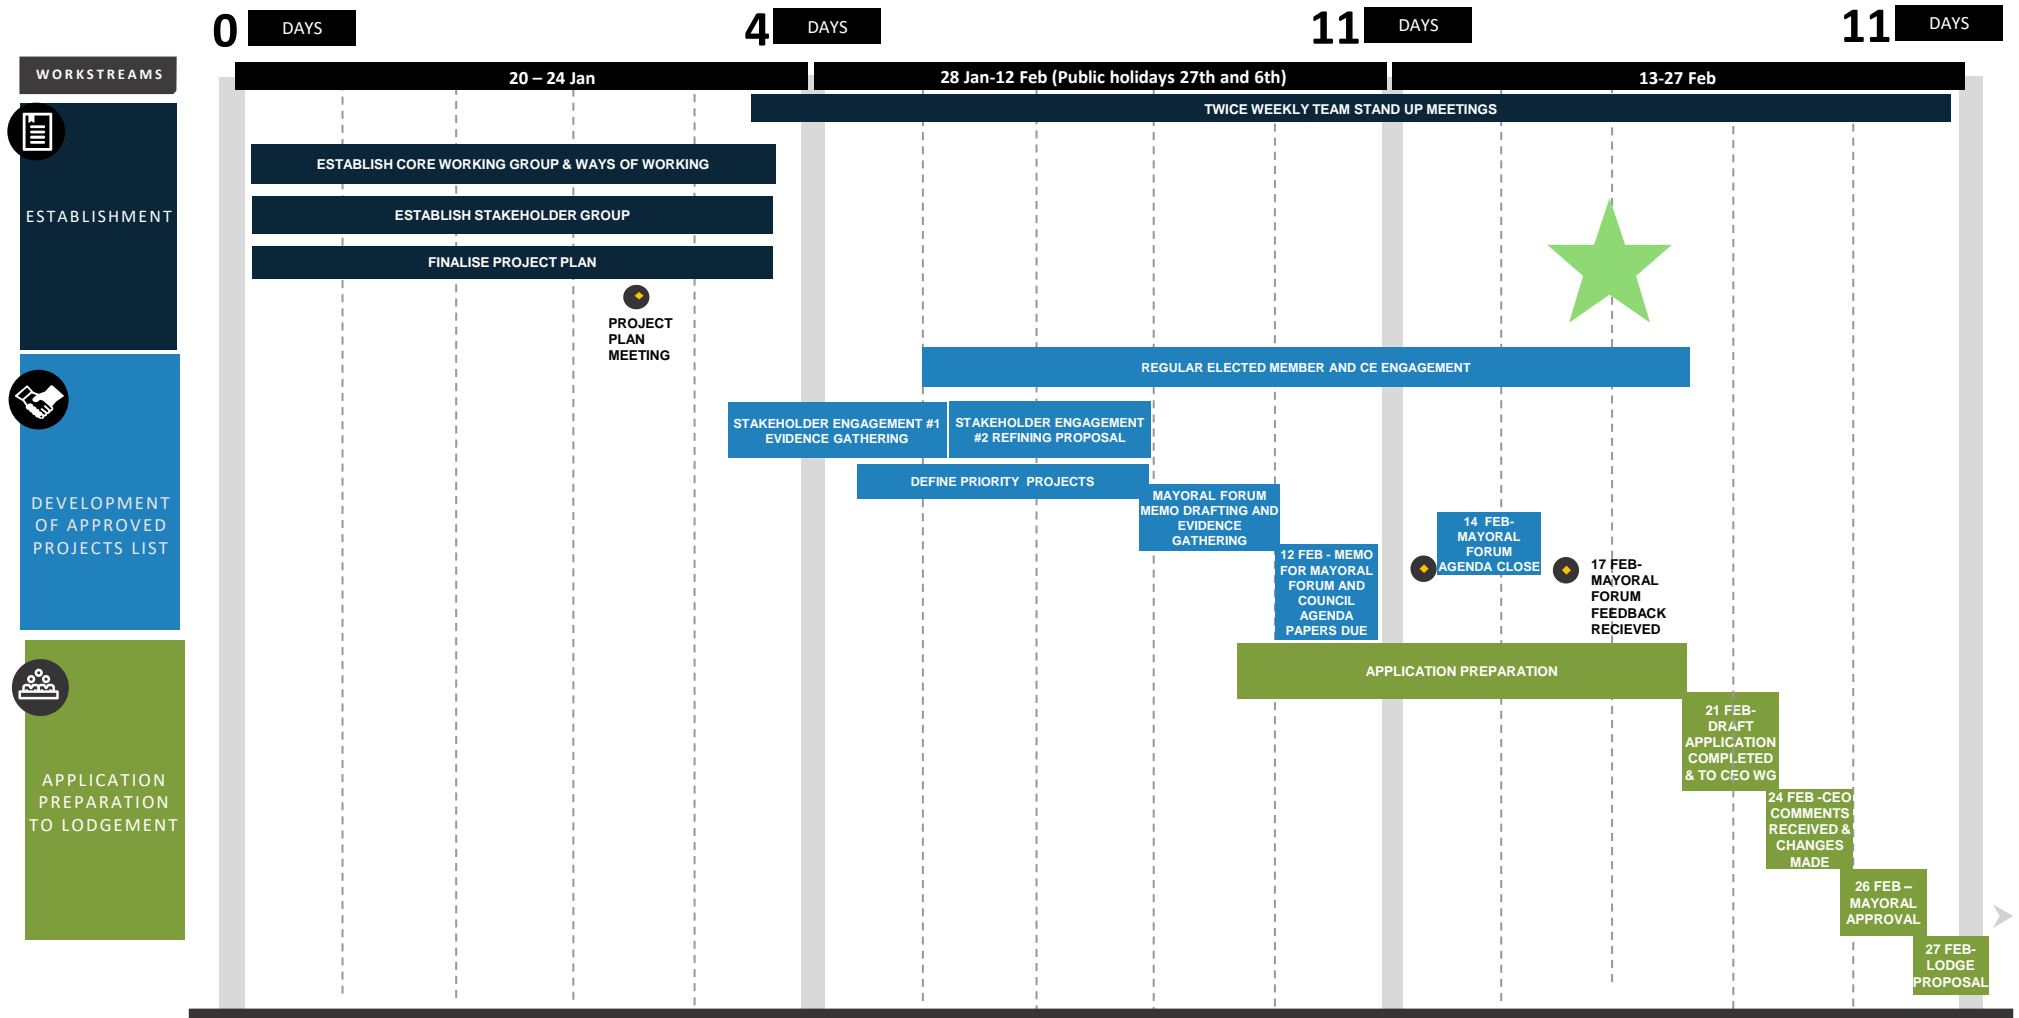 0 DAYS
4 DAYS
11 DAYS
11 DAYS
WORKSTREAMS
20 – 24 Jan
28 Jan-12 Feb (Public holidays 27th and 6th)
13-27 Feb
TWICE WEEKLY TEAM STAND UP MEETINGS
ESTABLISHMENT
ESTABLISH CORE WORKING GROUP & WAYS OF WORKING
ESTABLISH STAKEHOLDER GROUP
FINALISE PROJECT PLAN
PROJECT
PLAN
MEETING
DEVELOPMENT
OF APPROVED
PROJECTS LIST
REGULAR ELECTED MEMBER AND CE ENGAGEMENT
STAKEHOLDER ENGAGEMENT #1
EVIDENCE GATHERING
STAKEHOLDER ENGAGEMENT
#2 REFINING PROPOSAL
DEFINE PRIORITY PROJECTS
MAYORAL FORUM
MEMO DRAFTING AND
EVIDENCE
GATHERING
12 FEB - MEMO
FOR MAYORAL
FORUM AND
COUNCIL
AGENDA
PAPERS DUE
14 FEB-
MAYORAL
FORUM
AGENDA CLOSE
17 FEB-
MAYORAL
FORUM
FEEDBACK
RECIEVED
APPLICATION
PREPARATION
TO LODGEMENT
APPLICATION PREPARATION
21 FEB-
DRAFT
APPLICATION
COMPLETED
& TO CEO WG
24 FEB -CEO
COMMENTS
RECEIVED &
CHANGES
MADE
26 FEB –
MAYORAL
APPROVAL
27 FEB-
LODGE
PROPOSAL